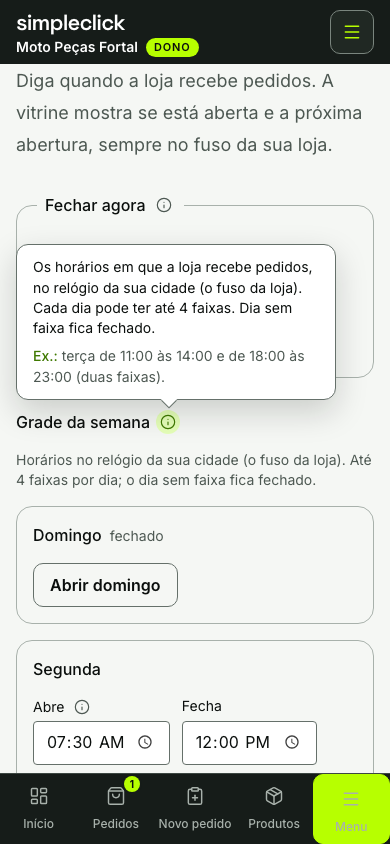 simpleclick
Moto Peças Fortal DONO
Diga quando a loja recebe pedidos. A
vitrine mostra se está aberta e a próxima
abertura, sempre no fuso da sua loja.
Fechar agora
Os horários em que a loja recebe pedidos,
no relógio da sua cidade (o fuso da loja).
Cada dia pode ter até 4 faixas. Dia sem
faixa fica fechado.
Ex.: terça de 11:00 às 14:00 e de 18:00 às
23:00 (duas faixas).
Grade da semana
Horários no relógio da sua cidade (o fuso da loja). Até
4 faixas por dia; o dia sem faixa fica fechado.
Domingo fechado
Abrir domingo
Segunda
Abre Fecha
07:30 AM 12:00 PM
1
Início Pedidos Novo pedido Produtos Menu